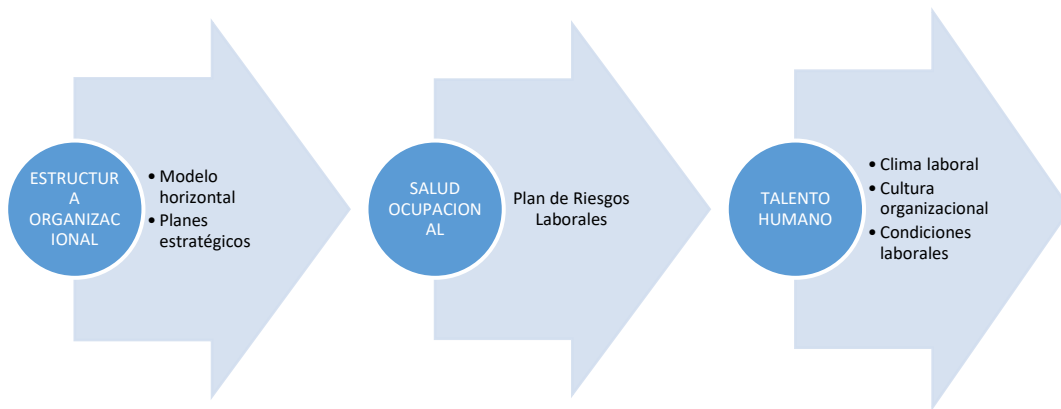 ESTRUCTUR
A
ORGANIZAC
IONAL
• Modelo
horizontal
• Planes
estratégicos
SALUD
OCUPACION
AL
Plan de Riesgos
Laborales
TALENTO
HUMANO
• Clima laboral
• Cultura
organizacional
• Condiciones
laborales